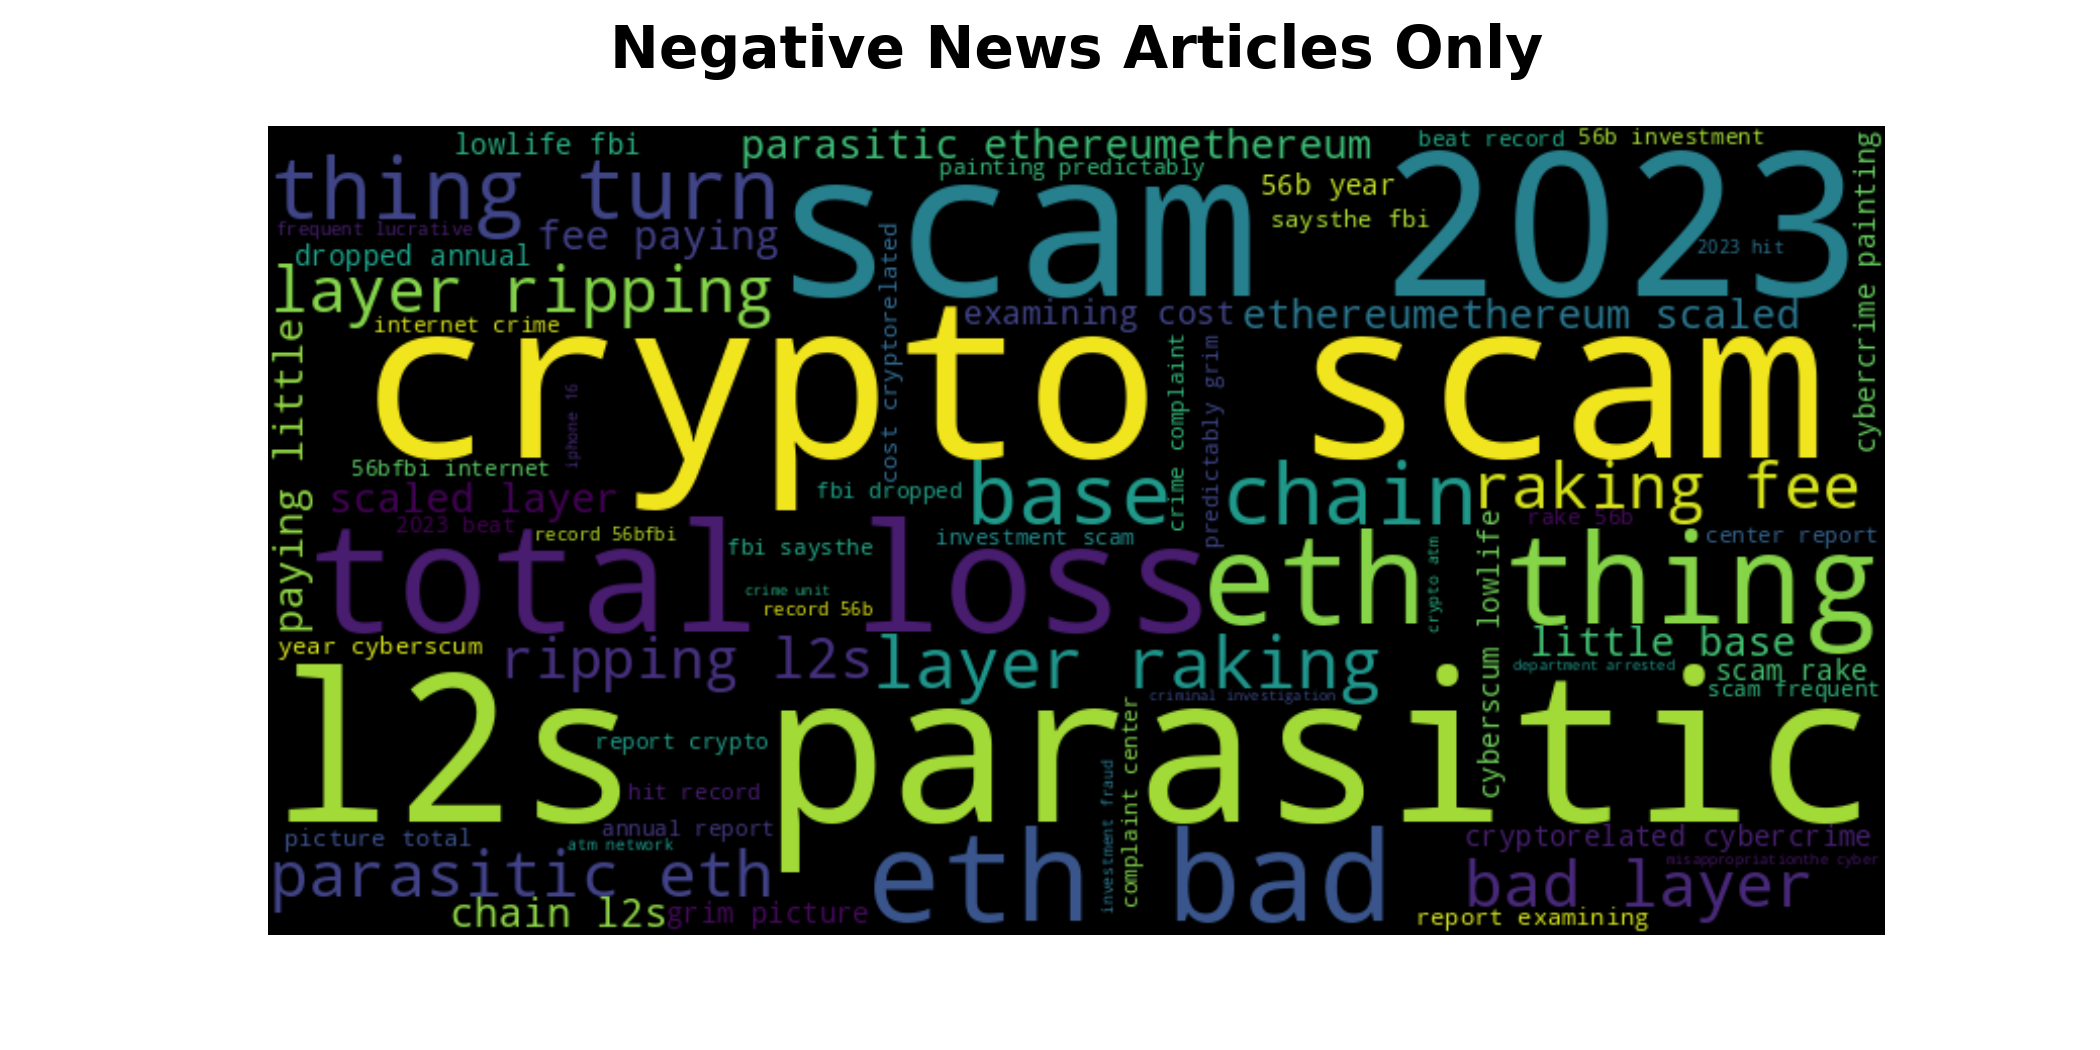 Negative News Articles Only
lowlife fbi
parasitic ethereumethereum
beat record
56b investment
thing turn
painting predictably
scam
56b year
2023
cybercrime painting
frequent lucrative
fee paying
saysthe fbi
2023 hit
dropped annual
layer ripping
cost cryptorelated
examining cost
ethereumethereum scaled
internet crime
paying little
crypto scam
iphone 16
crime complaint
predictably grim
56bfbi internet
scaled layer
fbi dropped
base chain
raking fee
2023 beat
record 56bfbi
investment scam
rake 56b
center report
total loss
fbi saysthe
eth
crypto atm
cyberscum lowlife
thing
crime unit
record 56b
year cyberscum
ripping l2s
layer raking
little base
department arrested
scam rake
scam frequent
criminal investigation
l2s parasitic
report crypto
hit record
investment fraud
complaint center
picture total
annual report
atm network
parasitic eth
eth bad
cryptorelated cybercrime
misappropriationthe cyber
bad layer
chain l2s
grim picture
report examining